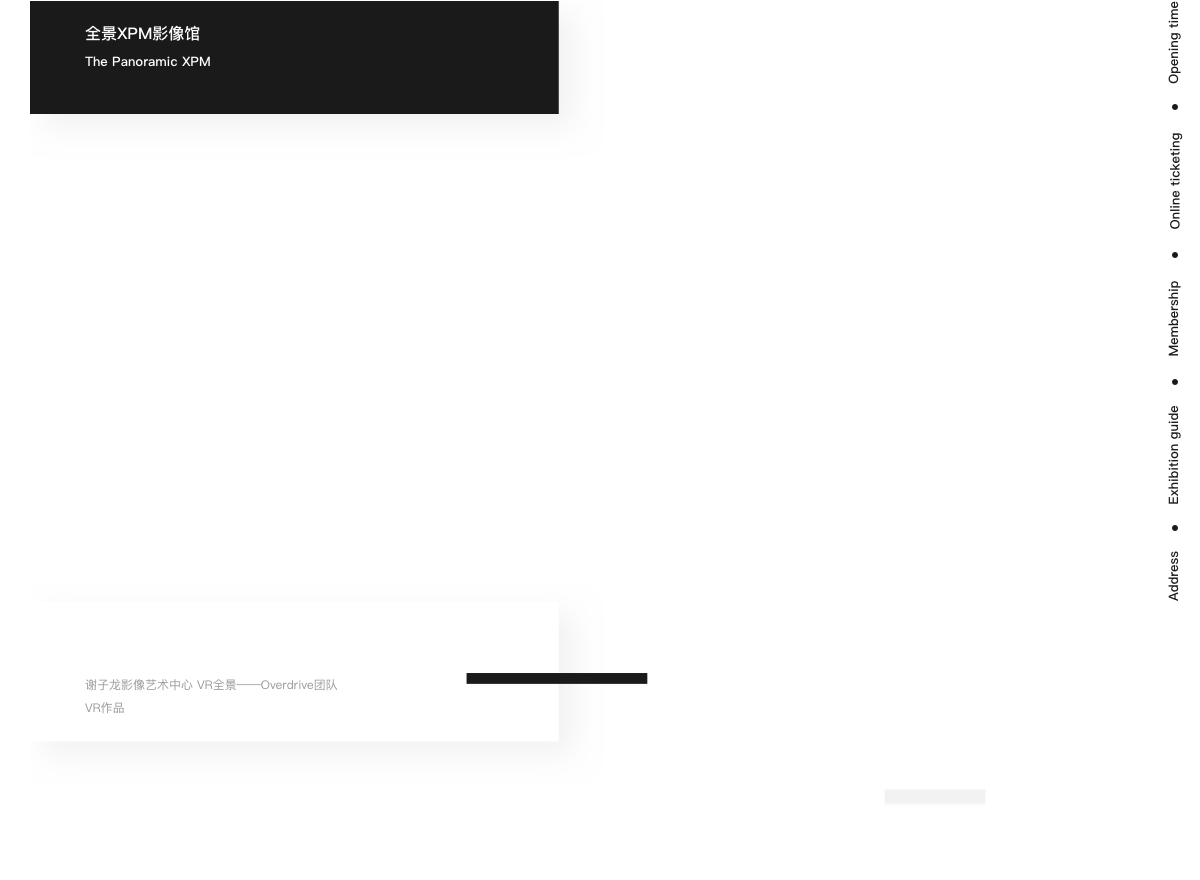 全景XPM影像馆
The Panoramic XPM
谢子龙影像艺术中心 VR全景——Overdrive团队
VR作品
Opening time
Online ticketing
Membership
Exhibition guide
Address